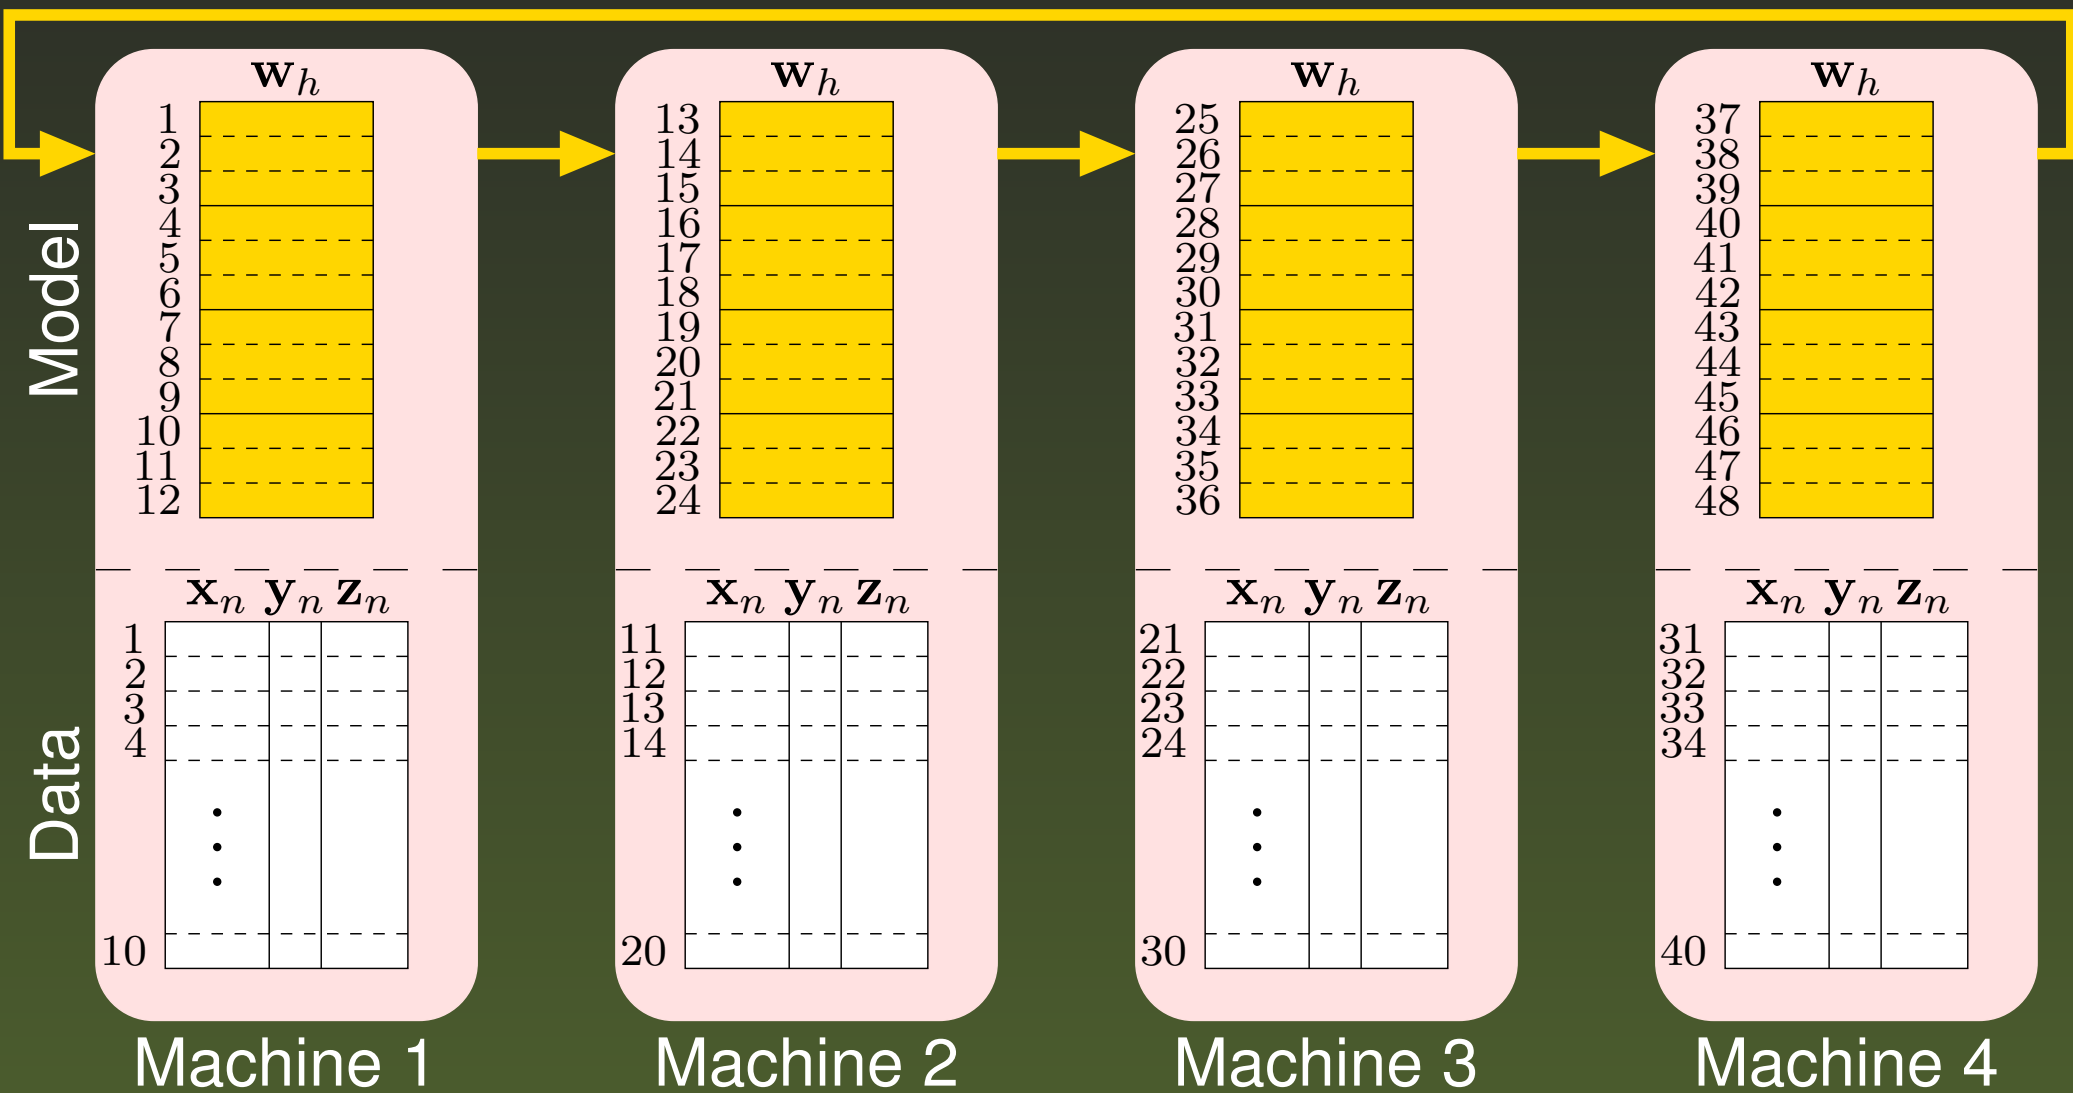 w_h w_h w_h w_h
1 13 25 37
2 14 26 38
3 15 27 39
4 16 28 40
5 17 29 41
6 18 30 42
7 19 31 43
8 20 32 44
9 21 33 45
10 22 34 46
11 23 35 47
12 24 36 48
Model
x_n y_n z_n x_n y_n z_n x_n y_n z_n x_n y_n z_n
1 11 21 31
2 12 22 32
3 13 23 33
4 14 24 34
10 20 30 40
Data
Machine 1 Machine 2 Machine 3 Machine 4